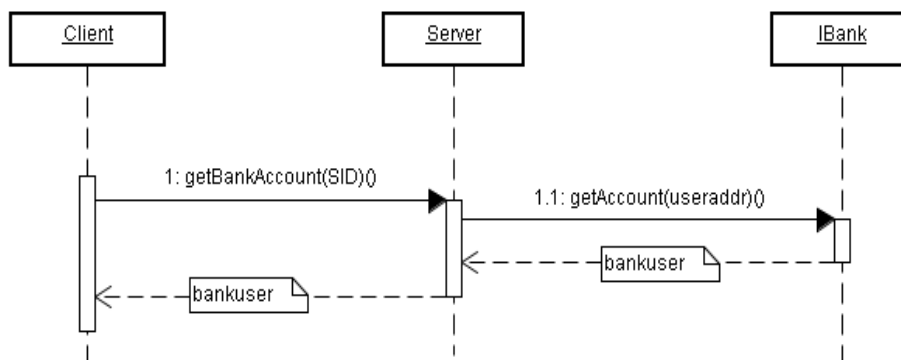 Client
Server
IBank
1: getBankAccount(SID)()
1.1: getAccount(useraddr)()
bankuser
bankuser